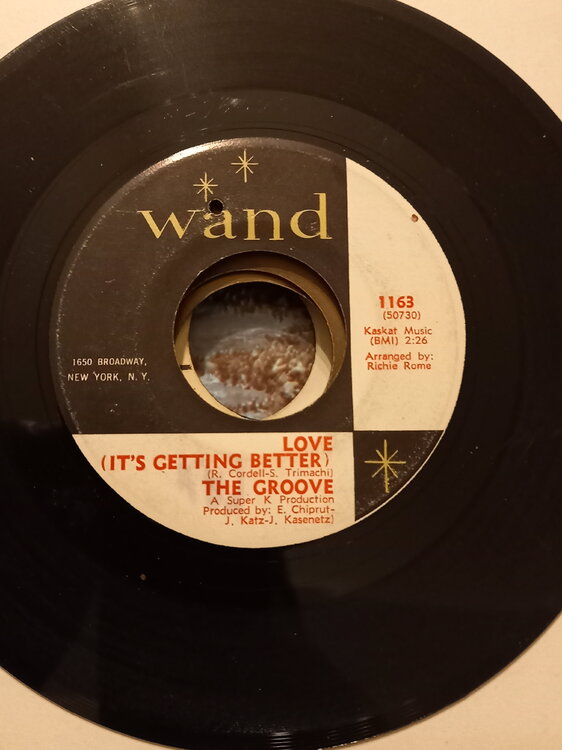 wand
1163
(50730)
Kaskat Music
(BMI) 2:26
Arranged by:
Richie Rome
1650 BROADWAY,
NEW YORK, N. Y.
LOVE
(IT'S GETTING BETTER)
(R. Cordell-S. Trimachi)
THE GROOVE
A Super K Production
Produced by: E. Chiprut-
J. Katz-J. Kasenetz)